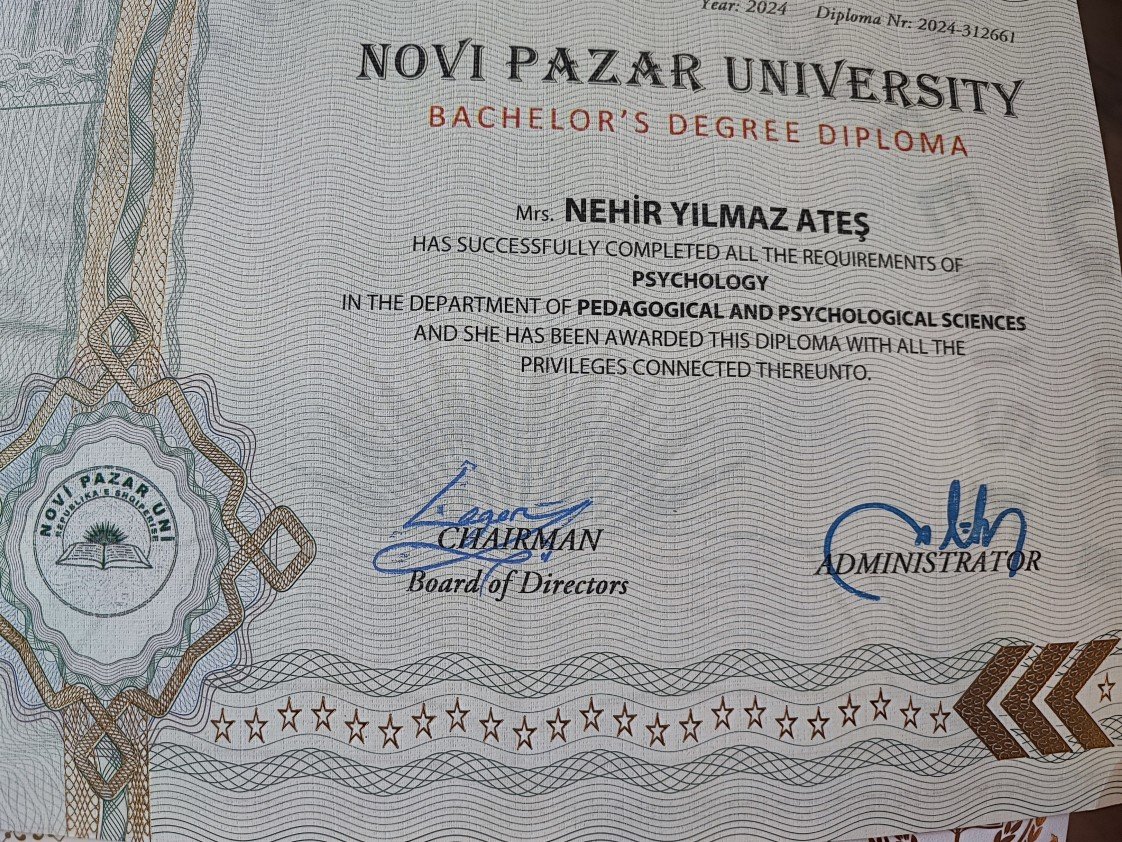 Year: 2024 Diploma Nr: 2024-312661
NOVI PAZAR UNIVERSITY
BACHELOR'S DEGREE DIPLOMA
Mrs. NEHİR YILMAZ ATEŞ
HAS SUCCESSFULLY COMPLETED ALL THE REQUIREMENTS OF
PSYCHOLOGY
IN THE DEPARTMENT OF PEDAGOGICAL AND PSYCHOLOGICAL SCIENCES
AND SHE HAS BEEN AWARDED THIS DIPLOMA WITH ALL THE
PRIVILEGES CONNECTED THEREUNTO.
NOVI PAZAR UNI
REPUBLIKA E SHQIPERISE
CHAIRMAN
Board of Directors
ADMINISTRATOR